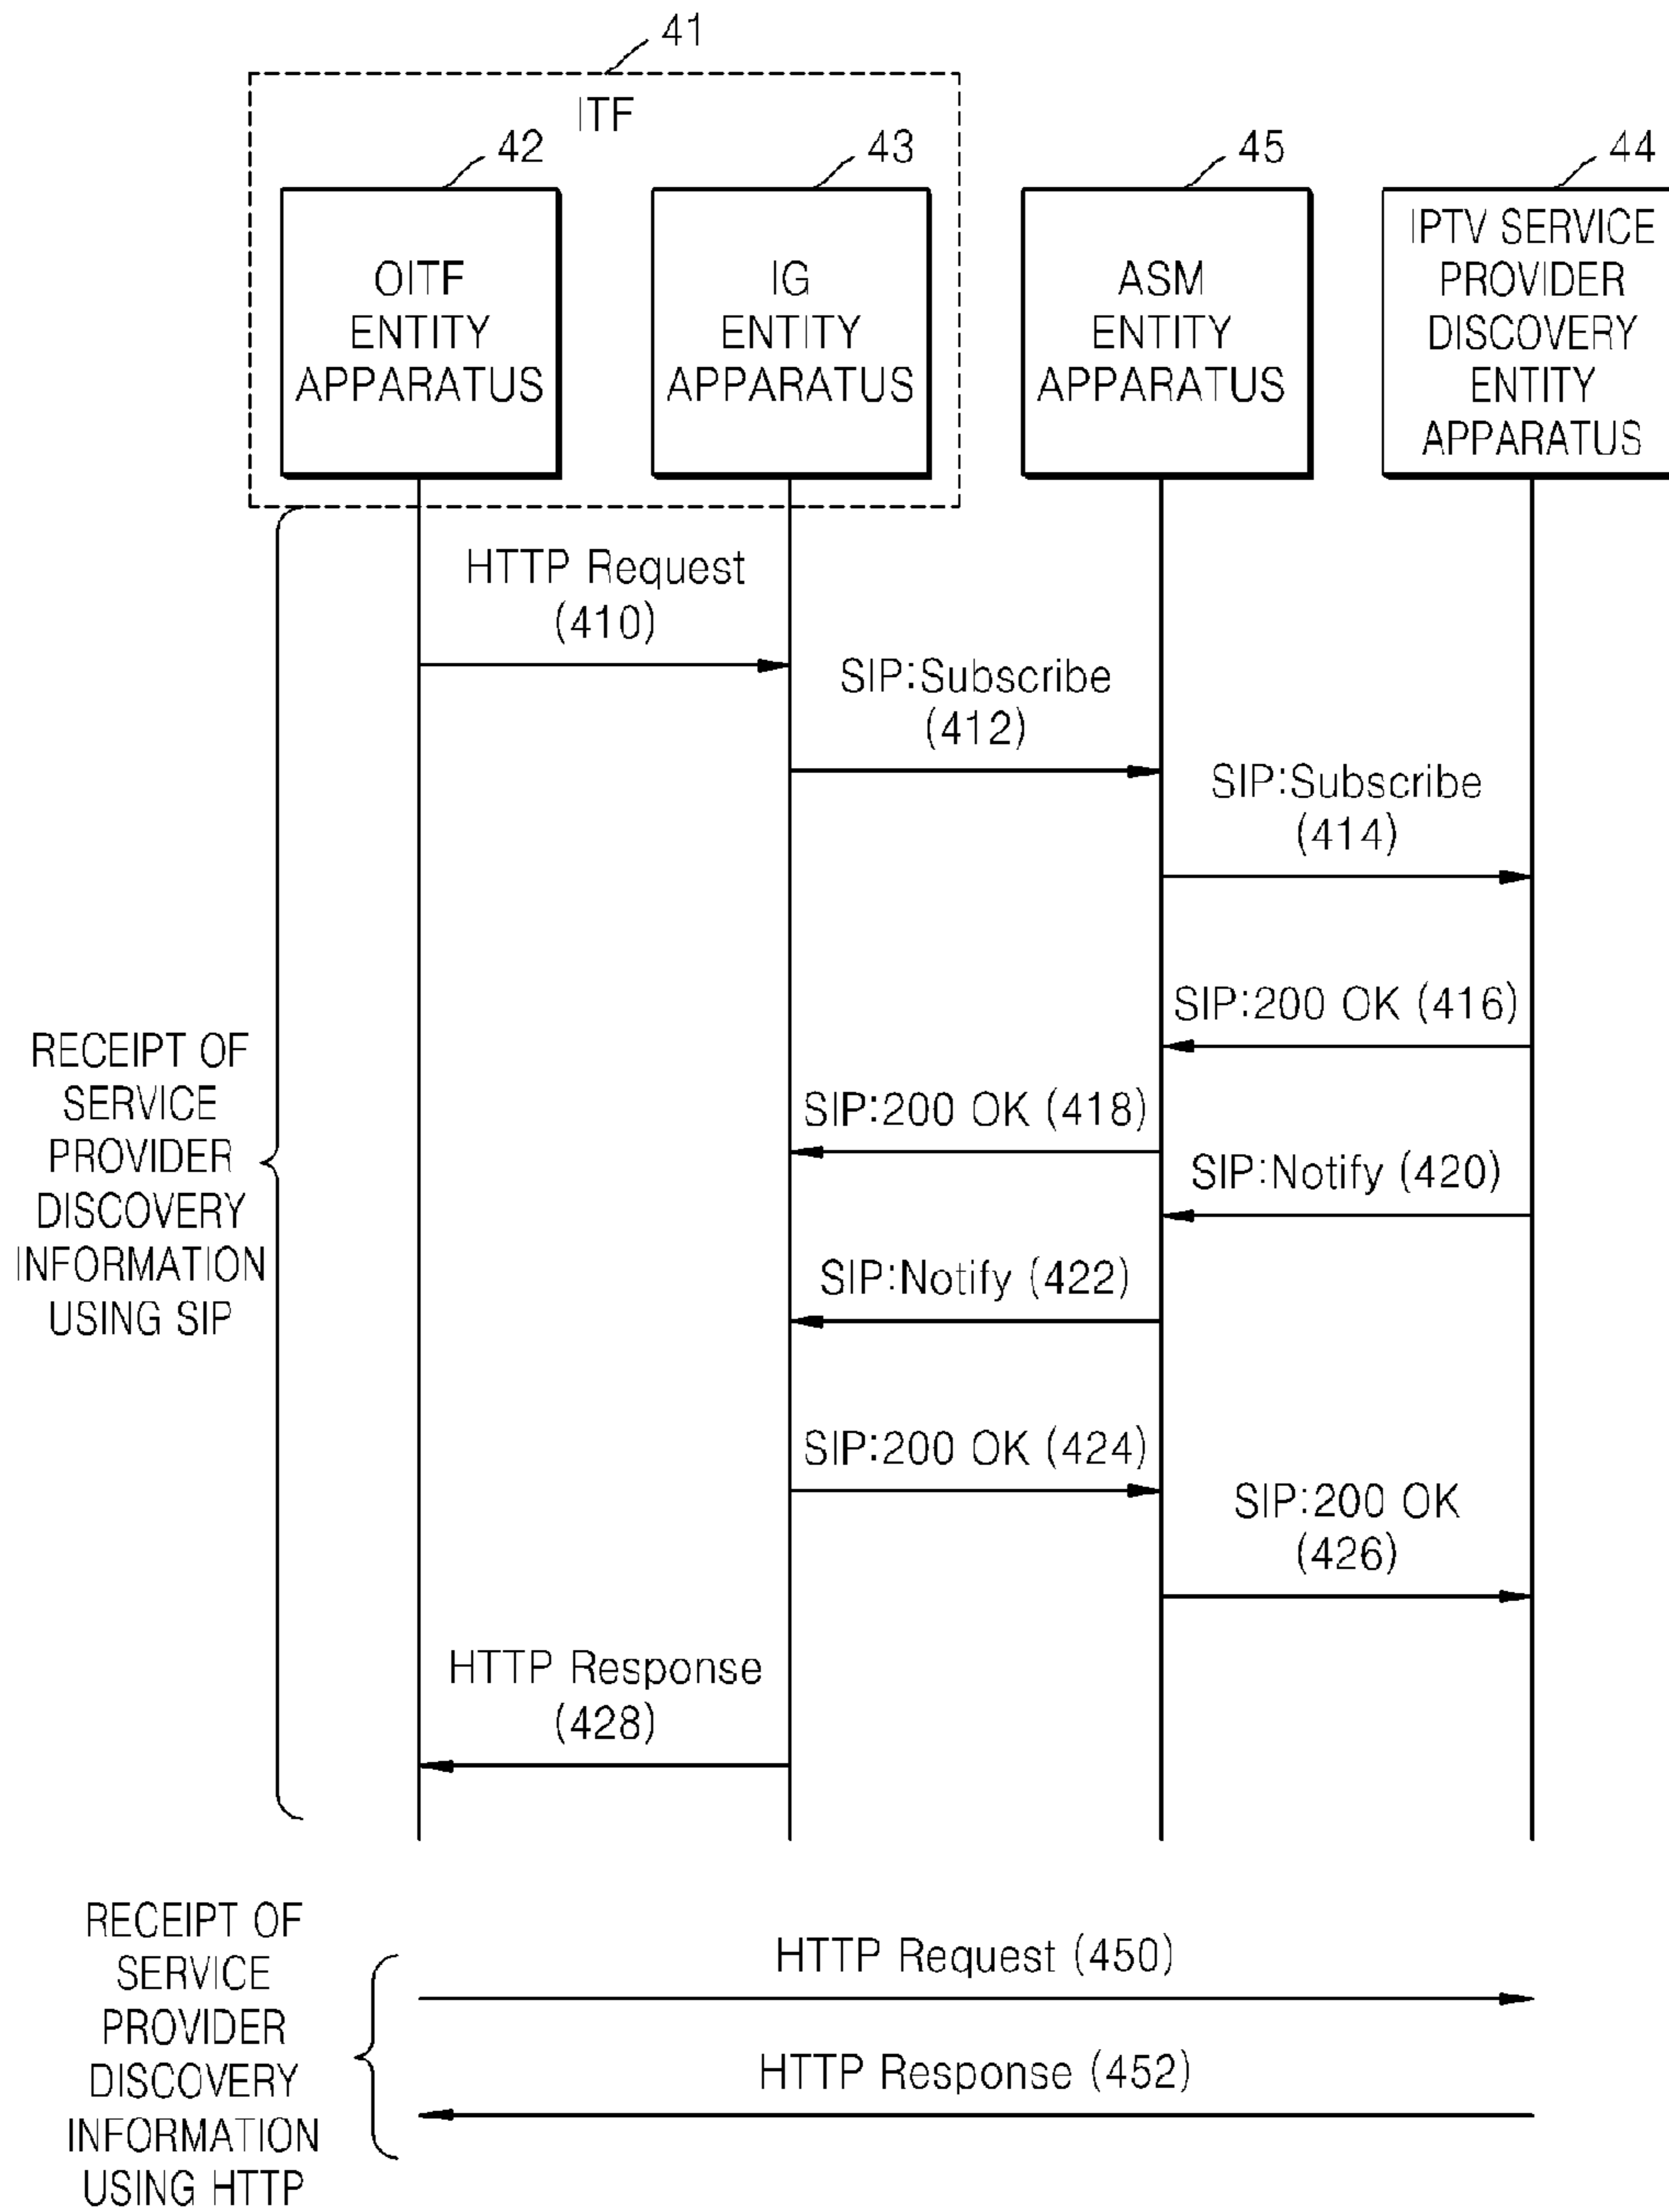 41
ITF
42
43
45
44
OITF
ENTITY
APPARATUS
IG
ENTITY
APPARATUS
ASM
ENTITY
APPARATUS
IPTV SERVICE
PROVIDER
DISCOVERY
ENTITY
APPARATUS
HTTP Request
(410)
SIP:Subscribe
(412)
SIP:Subscribe
(414)
SIP:200 OK (416)
SIP:200 OK (418)
SIP:Notify (420)
SIP:Notify (422)
SIP:200 OK (424)
SIP:200 OK
(426)
HTTP Response
(428)
RECEIPT OF
SERVICE
PROVIDER
DISCOVERY
INFORMATION
USING SIP
RECEIPT OF
SERVICE
PROVIDER
DISCOVERY
INFORMATION
USING HTTP
HTTP Request (450)
HTTP Response (452)